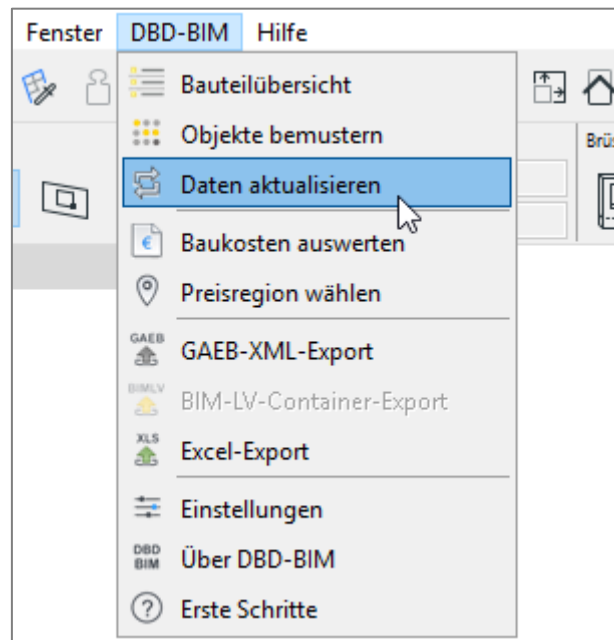 Fenster DBD-BIM Hilfe
Bauteilübersicht
Objekte bemustern
Daten aktualisieren
Brüs
€ Baukosten auswerten
Preisregion wählen
GAEB GAEB-XML-Export
BIMLV BIM-LV-Container-Export
XLS Excel-Export
Einstellungen
DBD BIM Über DBD-BIM
? Erste Schritte